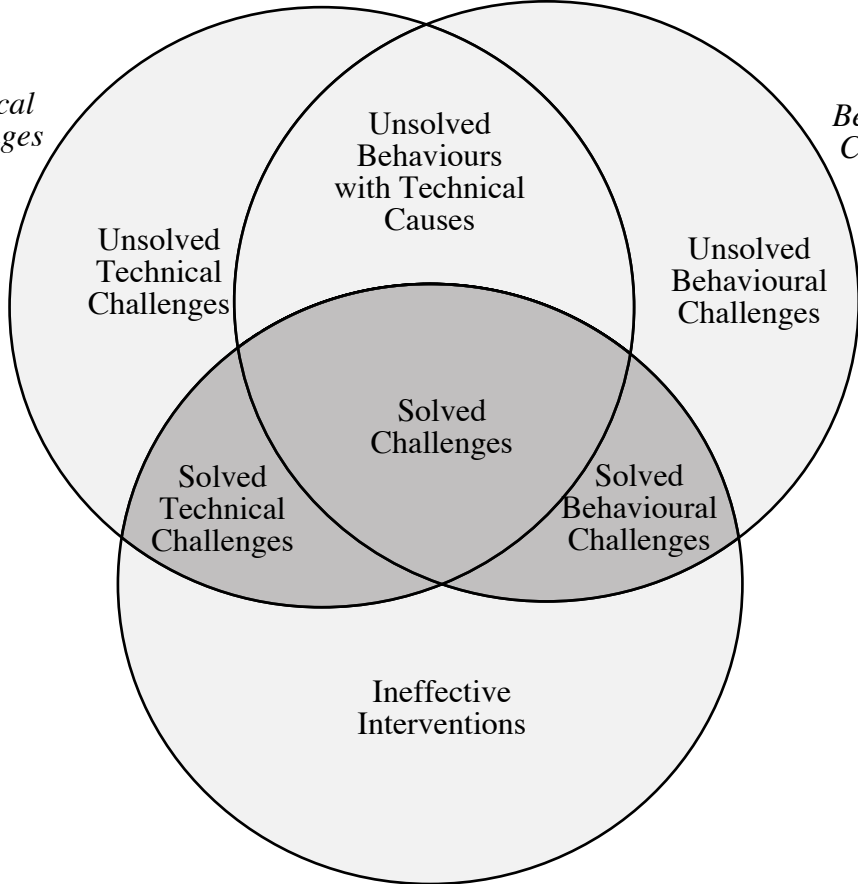 Unsolved
Behaviours
with Technical
Causes
Unsolved
Technical
Challenges
Unsolved
Behavioural
Challenges
Solved
Challenges
Solved
Technical
Challenges
Solved
Behavioural
Challenges
Ineffective
Interventions